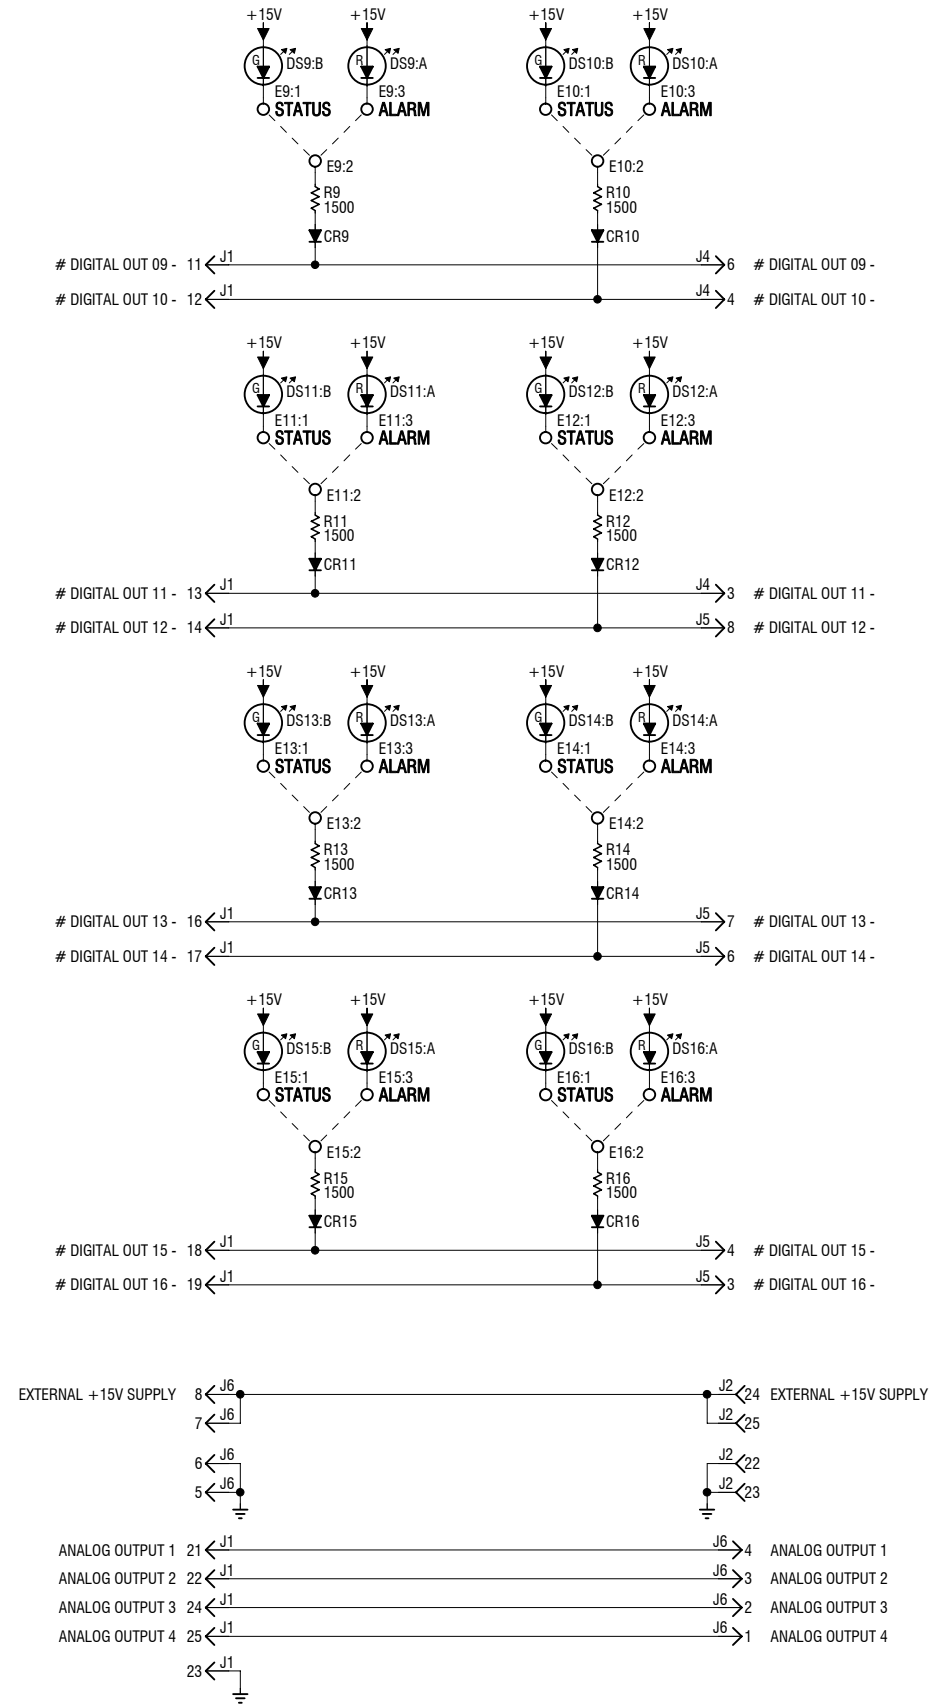 +15V +15V +15V +15V
G DS9:B R DS9:A G DS10:B R DS10:A
E9:1 E9:3 E10:1 E10:3
STATUS ALARM STATUS ALARM
E9:2 E10:2
R9 R10
1500 1500
CR9 CR10
# DIGITAL OUT 09 - 11 J1 J4 6 # DIGITAL OUT 09 -
# DIGITAL OUT 10 - 12 J1 J4 4 # DIGITAL OUT 10 -
+15V +15V +15V +15V
G DS11:B R DS11:A G DS12:B R DS12:A
E11:1 E11:3 E12:1 E12:3
STATUS ALARM STATUS ALARM
E11:2 E12:2
R11 R12
1500 1500
CR11 CR12
# DIGITAL OUT 11 - 13 J1 J4 3 # DIGITAL OUT 11 -
# DIGITAL OUT 12 - 14 J1 J5 8 # DIGITAL OUT 12 -
+15V +15V +15V +15V
G DS13:B R DS13:A G DS14:B R DS14:A
E13:1 E13:3 E14:1 E14:3
STATUS ALARM STATUS ALARM
E13:2 E14:2
R13 R14
1500 1500
CR13 CR14
# DIGITAL OUT 13 - 16 J1 J5 7 # DIGITAL OUT 13 -
# DIGITAL OUT 14 - 17 J1 J5 6 # DIGITAL OUT 14 -
+15V +15V +15V +15V
G DS15:B R DS15:A G DS16:B R DS16:A
E15:1 E15:3 E16:1 E16:3
STATUS ALARM STATUS ALARM
E15:2 E16:2
R15 R16
1500 1500
CR15 CR16
# DIGITAL OUT 15 - 18 J1 J5 4 # DIGITAL OUT 15 -
# DIGITAL OUT 16 - 19 J1 J5 3 # DIGITAL OUT 16 -
EXTERNAL +15V SUPPLY 8 J6 J2 24 EXTERNAL +15V SUPPLY
7 J6 J2 25
6 J6 J2 22
5 J6 J2 23
ANALOG OUTPUT 1 21 J1 J6 4 ANALOG OUTPUT 1
ANALOG OUTPUT 2 22 J1 J6 3 ANALOG OUTPUT 2
ANALOG OUTPUT 3 24 J1 J6 2 ANALOG OUTPUT 3
ANALOG OUTPUT 4 25 J1 J6 1 ANALOG OUTPUT 4
23 J1